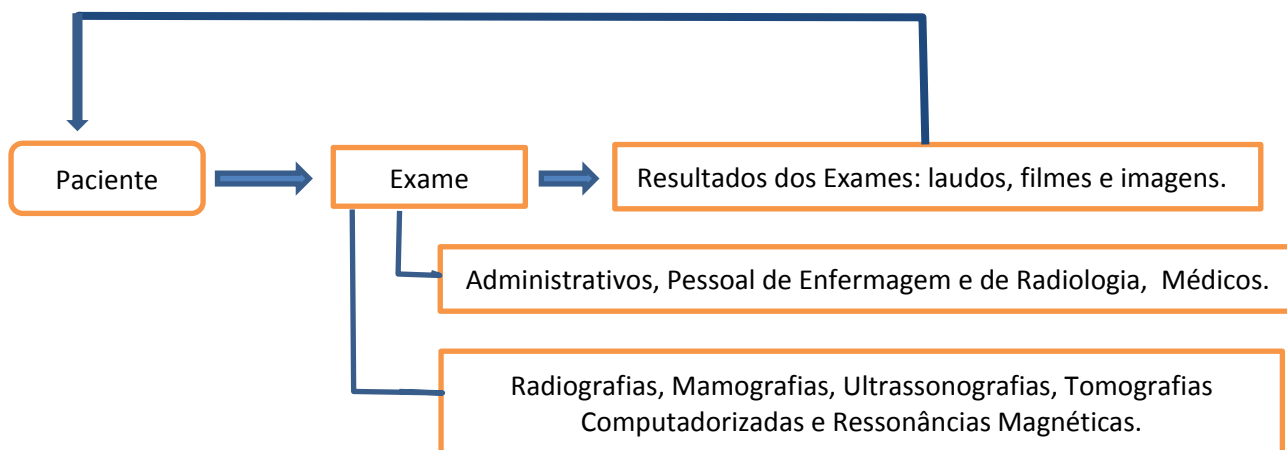 Paciente
Exame
Resultados dos Exames: laudos, filmes e imagens.
Administrativos, Pessoal de Enfermagem e de Radiologia, Médicos.
Radiografias, Mamografias, Ultrassonografias, Tomografias
Computadorizadas e Ressonâncias Magnéticas.